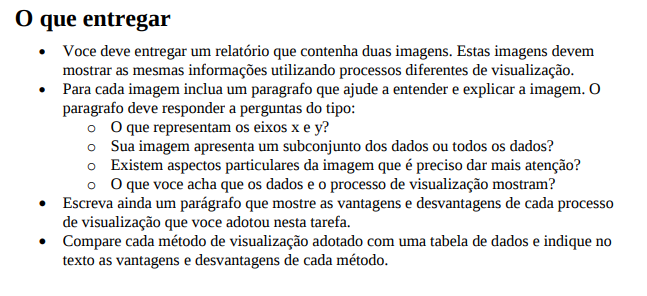 O que entregar
• Voce deve entregar um relatório que contenha duas imagens. Estas imagens devem
mostrar as mesmas informações utilizando processos diferentes de visualização.
• Para cada imagem inclua um paragrafo que ajude a entender e explicar a imagem. O
paragrafo deve responder a perguntas do tipo:
o O que representam os eixos x e y?
o Sua imagem apresenta um subconjunto dos dados ou todos os dados?
o Existem aspectos particulares da imagem que é preciso dar mais atenção?
o O que voce acha que os dados e o processo de visualização mostram?
• Escreva ainda um parágrafo que mostre as vantagens e desvantagens de cada processo
de visualização que voce adotou nesta tarefa.
• Compare cada método de visualização adotado com uma tabela de dados e indique no
texto as vantagens e desvantagens de cada método.